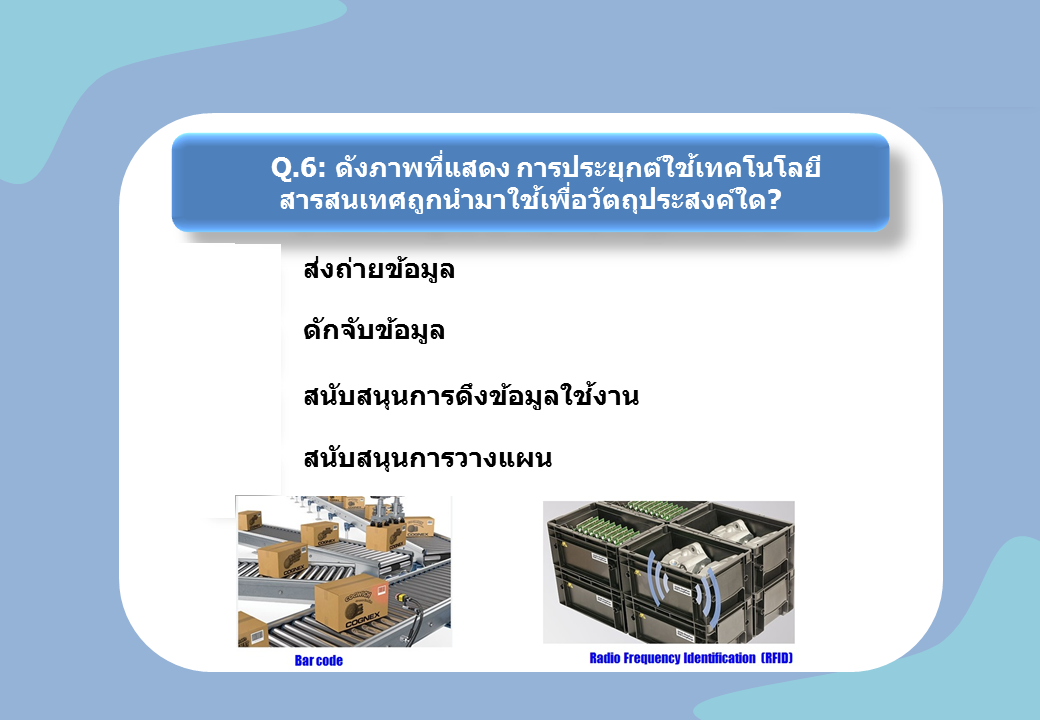 Q.6: ดังภาพที่แสดง การประยุกต์ใช้เทคโนโลยี
สารสนเทศถูกนำมาใช้เพื่อวัตถุประสงค์ใด?
ส่งถ่ายข้อมูล
ดักจับข้อมูล
สนับสนุนการดึงข้อมูลใช้งาน
สนับสนุนการวางแผน
COGNEX
COGNEX
COGNEX
COGNEX
Bar code
Radio Frequency Identification (RFID)